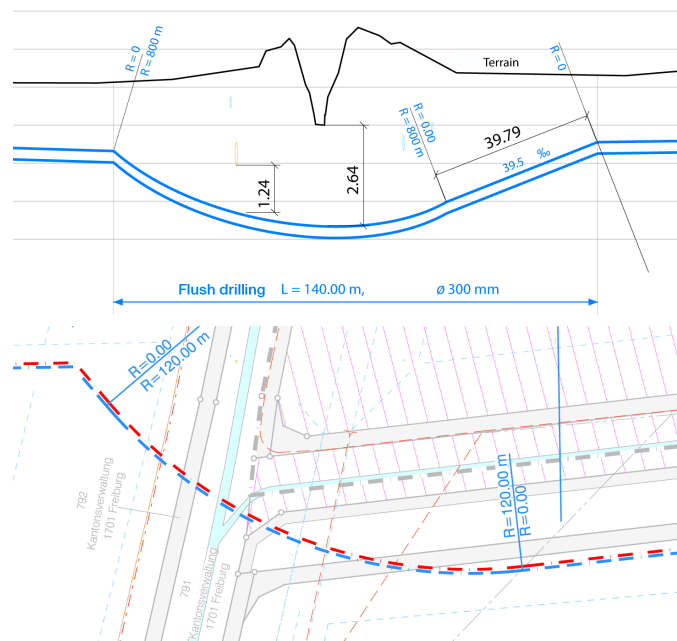 R = 0
R = 800 m
Terrain
R = 0
R = 0.00
R=800 m
39.79
39.5 ‰
1.24
2.64
Flush drilling L = 140.00 m, ø 300 mm
R=0.00
R=120.00 m
792
Kantonsverwaltung
1701 Freiburg
791
Kantonsverwaltung
1701 Freiburg
R=120.00 m
R=0.00